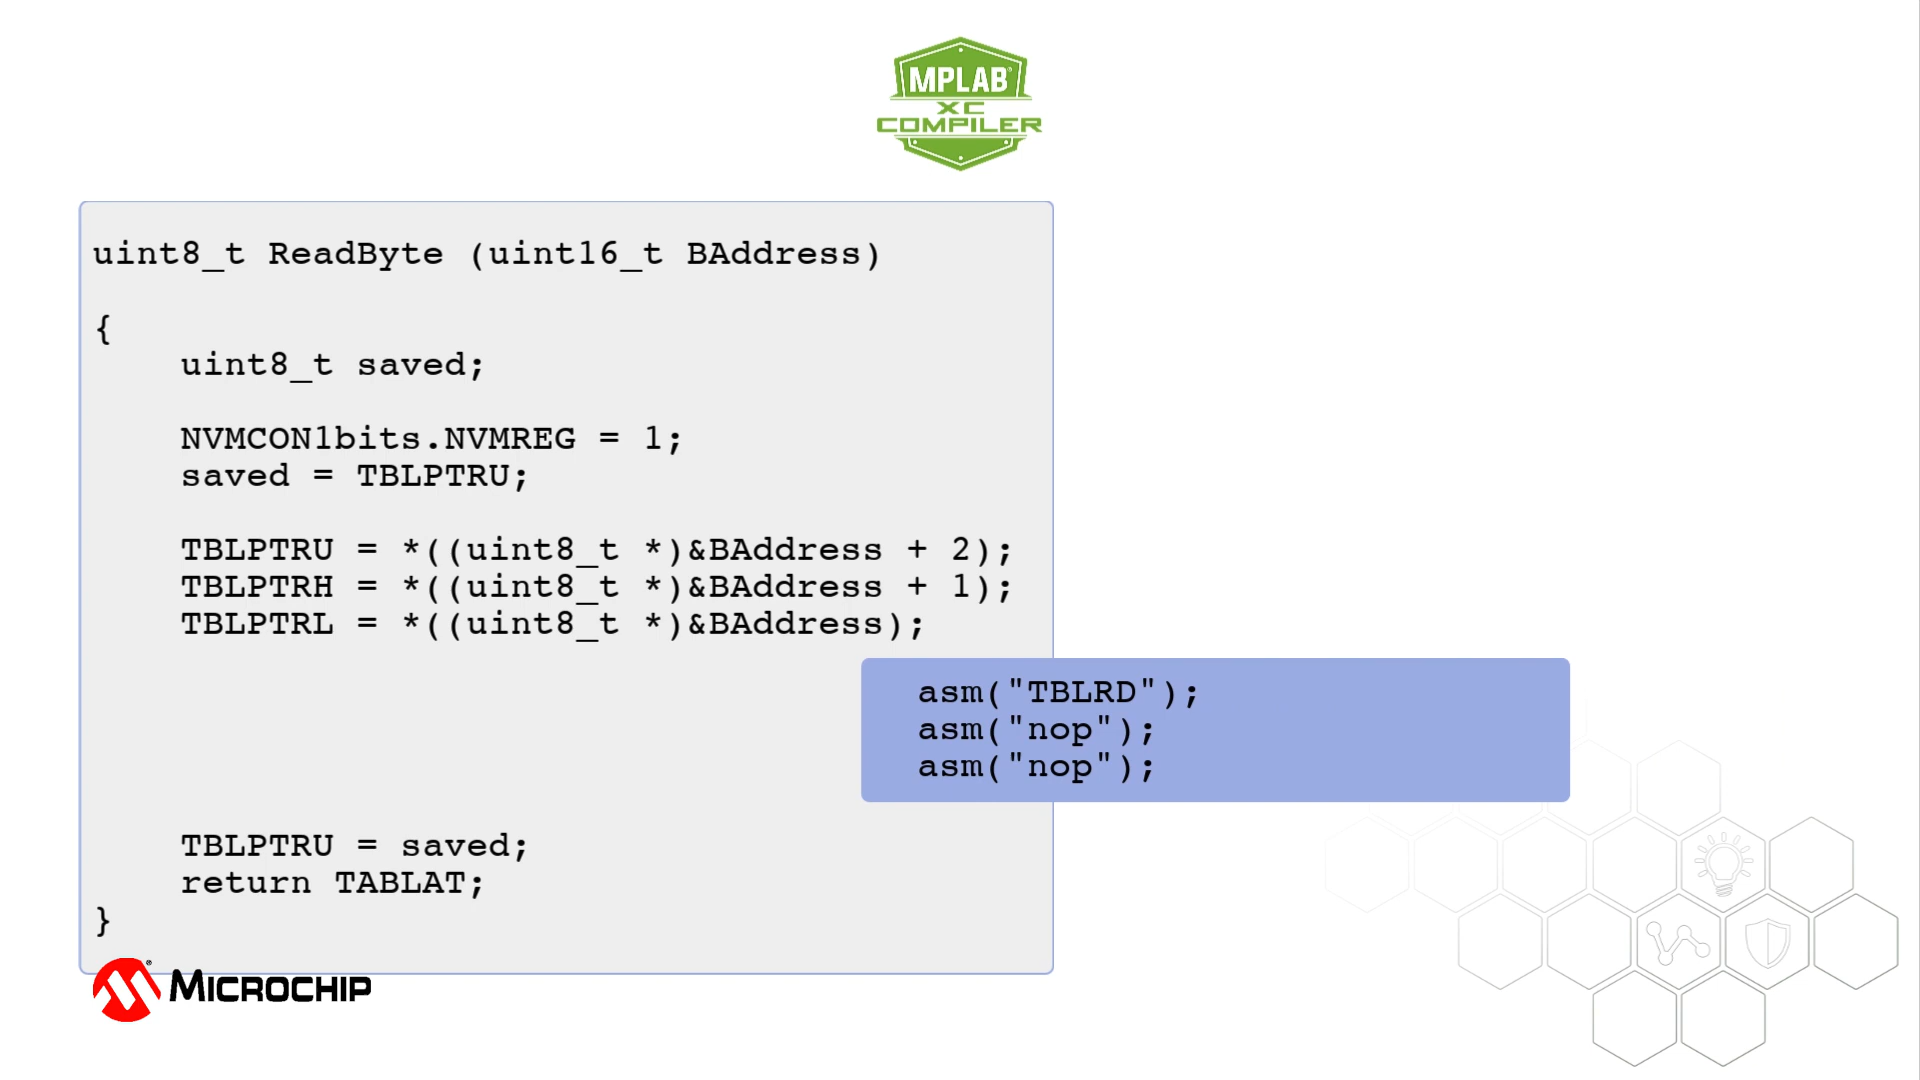 MPLAB®
XC
COMPILER
uint8_t ReadByte (uint16_t BAddress)
{
uint8_t saved;
NVMCON1bits.NVMREG = 1;
saved = TBLPTRU;
TBLPTRU = *((uint8_t *)&BAddress + 2);
TBLPTRH = *((uint8_t *)&BAddress + 1);
TBLPTRL = *((uint8_t *)&BAddress);
asm("TBLRD");
asm("nop");
asm("nop");
TBLPTRU = saved;
return TABLAT;
}
MICROCHIP